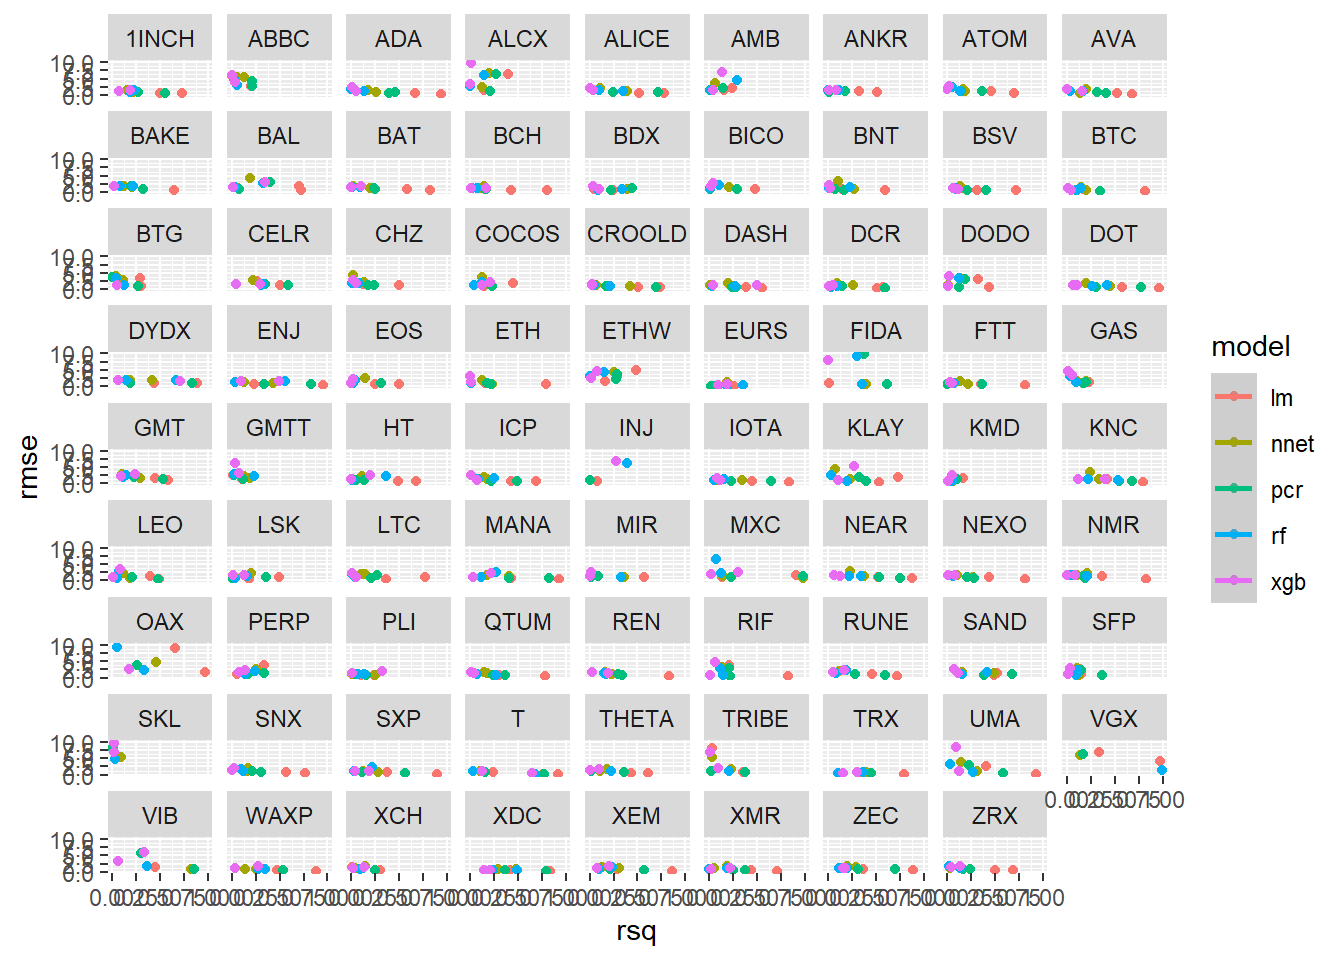 1INCH ABBC ADA ALCX ALICE AMB ANKR ATOM AVA
BAKE BAL BAT BCH BDX BICO BNT BSV BTC
BTG CELR CHZ COCOS CROOLD DASH DCR DODO DOT
DYDX ENJ EOS ETH ETHW EURS FIDA FTT GAS
GMT GMTT HT ICP INJ IOTA KLAY KMD KNC
LEO LSK LTC MANA MIR MXC NEAR NEXO NMR
OAX PERP PLI QTUM REN RIF RUNE SAND SFP
SKL SNX SXP T THETA TRIBE TRX UMA VGX
VIB WAXP XCH XDC XEM XMR ZEC ZRX
rsq
rmse
model
lm
nnet
pcr
rf
xgb